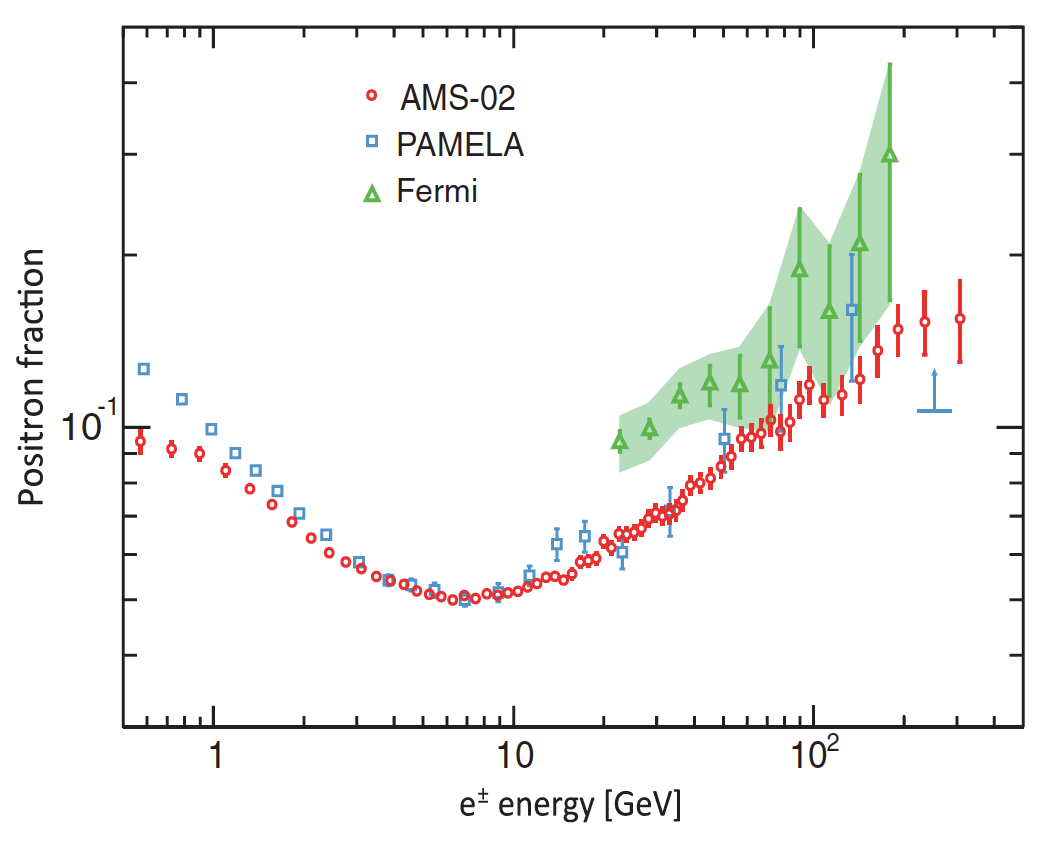 AMS-02
PAMELA
Fermi
Positron fraction
10⁻¹
1 10 10²
e± energy [GeV]